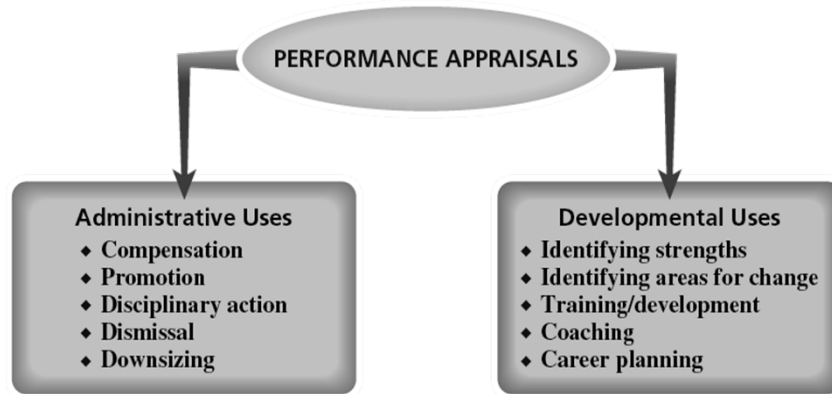 PERFORMANCE APPRAISALS
Administrative Uses
◆ Compensation
◆ Promotion
◆ Disciplinary action
◆ Dismissal
◆ Downsizing
Developmental Uses
◆ Identifying strengths
◆ Identifying areas for change
◆ Training/development
◆ Coaching
◆ Career planning